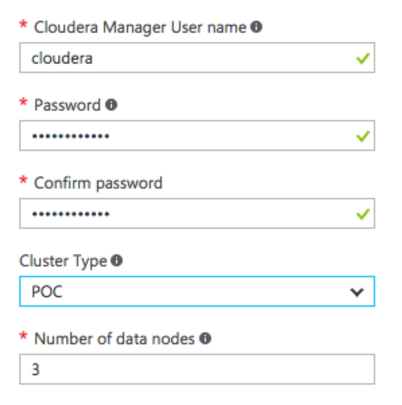 * Cloudera Manager User name
cloudera
* Password
••••••••••••
* Confirm password
••••••••••••
Cluster Type
POC
* Number of data nodes
3